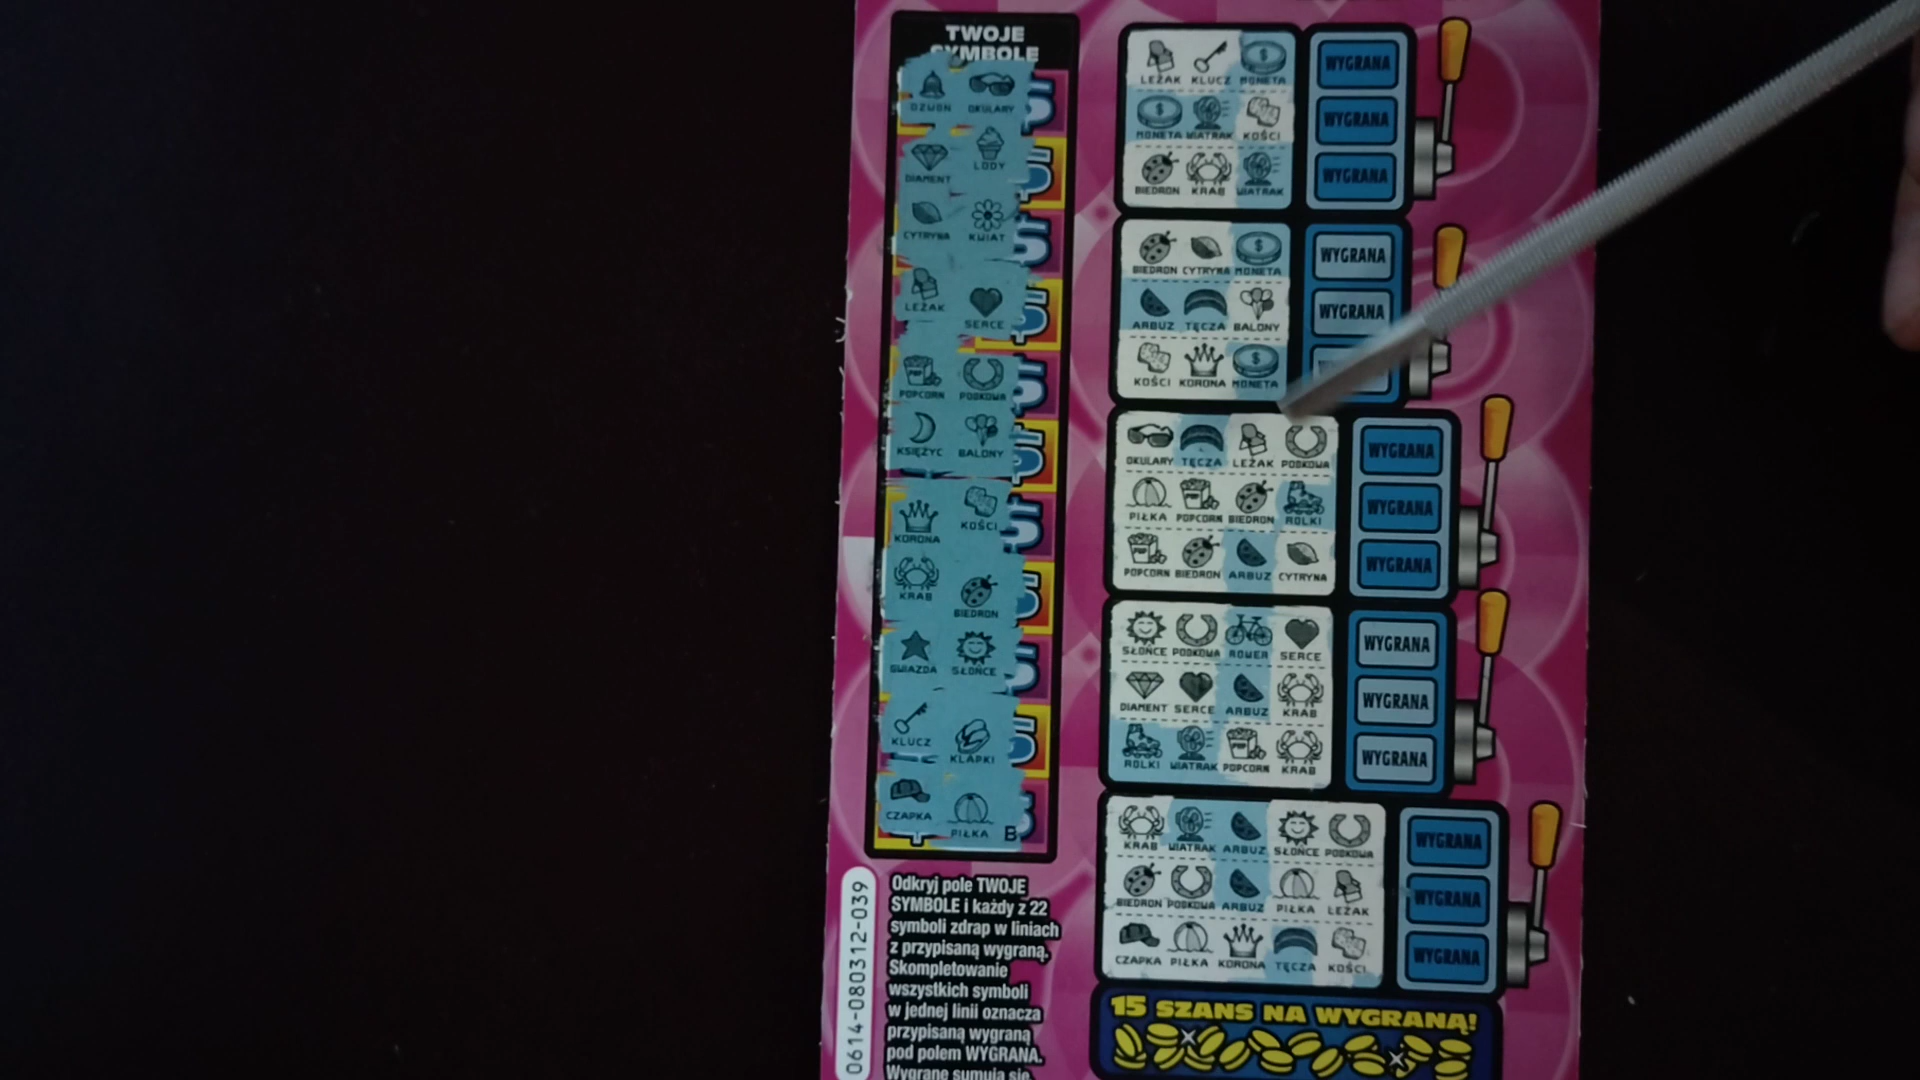 TWOJE
SYMBOLE
DZWON OKULARY
DIAMENT LODY
CYTRYNA KWIAT
LEŻAK SERCE
POPCORN PODKOWA
KSIĘŻYC BALONY
KORONA KOŚCI
KRAB BIEDRON
GWIAZDA SŁOŃCE
KLUCZ KLAPKI
CZAPKA PIŁKA B
LEŻAK KLUCZ MONETA WYGRANA
MONETA WIATRAK KOŚCI WYGRANA
BIEDRON KRAB WIATRAK WYGRANA
BIEDRON CYTRYNA MONETA WYGRANA
ARBUZ TĘCZA BALONY WYGRANA
KOŚCI KORONA MONETA
OKULARY TĘCZA LEŻAK PODKOWA WYGRANA
PIŁKA POPCORN BIEDRON ROLKI WYGRANA
POPCORN BIEDRON ARBUZ CYTRYNA WYGRANA
SŁOŃCE PODKOWA ROWER SERCE WYGRANA
DIAMENT SERCE ARBUZ KRAB WYGRANA
ROLKI WIATRAK POPCORN KRAB WYGRANA
KRAB WIATRAK ARBUZ SŁOŃCE PODKOWA WYGRANA
BIEDRON PODKOWA ARBUZ PIŁKA LEŻAK WYGRANA
CZAPKA PIŁKA KORONA TĘCZA KOŚCI WYGRANA
15 SZANS NA WYGRANĄ!
0614-080312-039
Odkryj pole TWOJE
SYMBOLE i każdy z 22
symboli zdrap w liniach
z przypisaną wygraną.
Skompletowanie
wszystkich symboli
w jednej linii oznacza
przypisaną wygraną
pod polem WYGRANA.
Wygrane sumują się